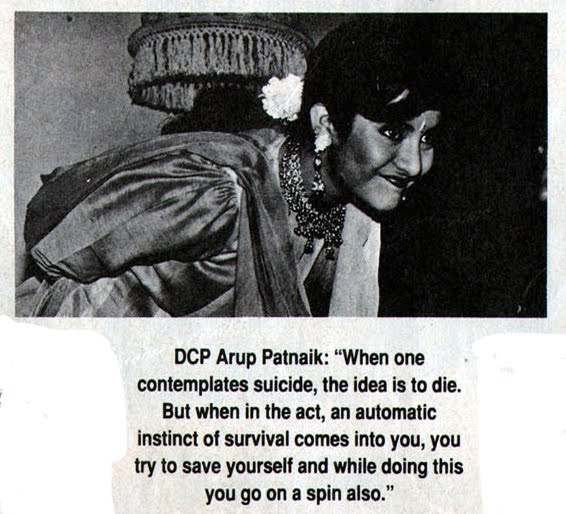 DCP Arup Patnaik: “When one
contemplates suicide, the idea is to die.
But when in the act, an automatic
instinct of survival comes into you, you
try to save yourself and while doing this
you go on a spin also.”